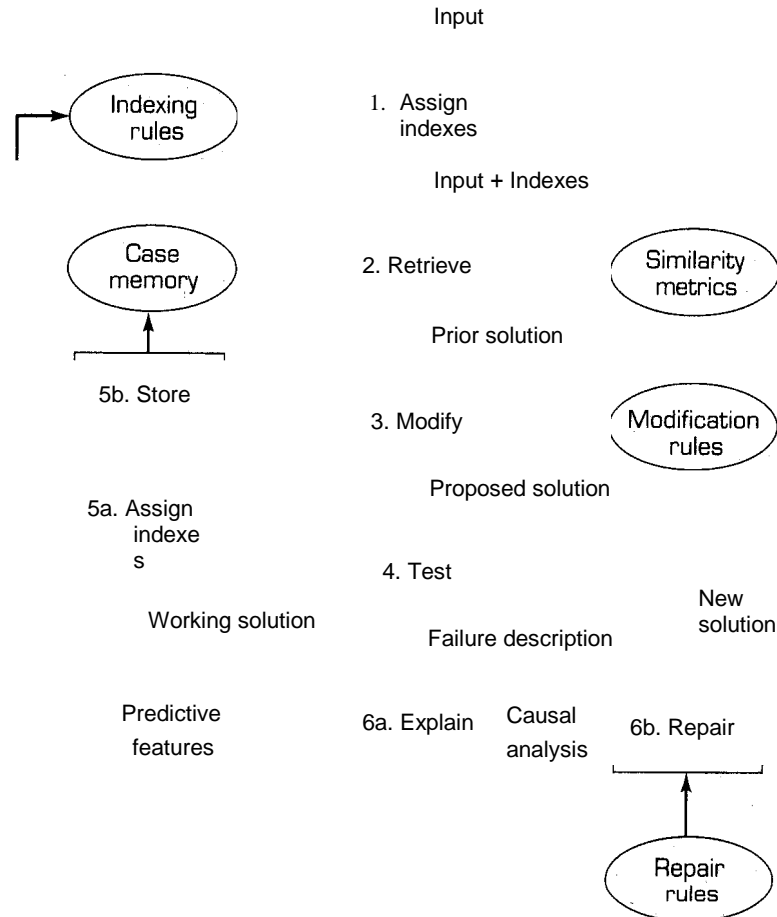 Input
Indexing
rules
1. Assign
indexes
Input + Indexes
Case
memory
2. Retrieve
Similarity
metrics
Prior solution
5b. Store
3. Modify
Modification
rules
Proposed solution
5a. Assign
indexe
s
4. Test
New
solution
Working solution
Failure description
Predictive
features
6a. Explain
Causal
analysis
6b. Repair
Repair
rules